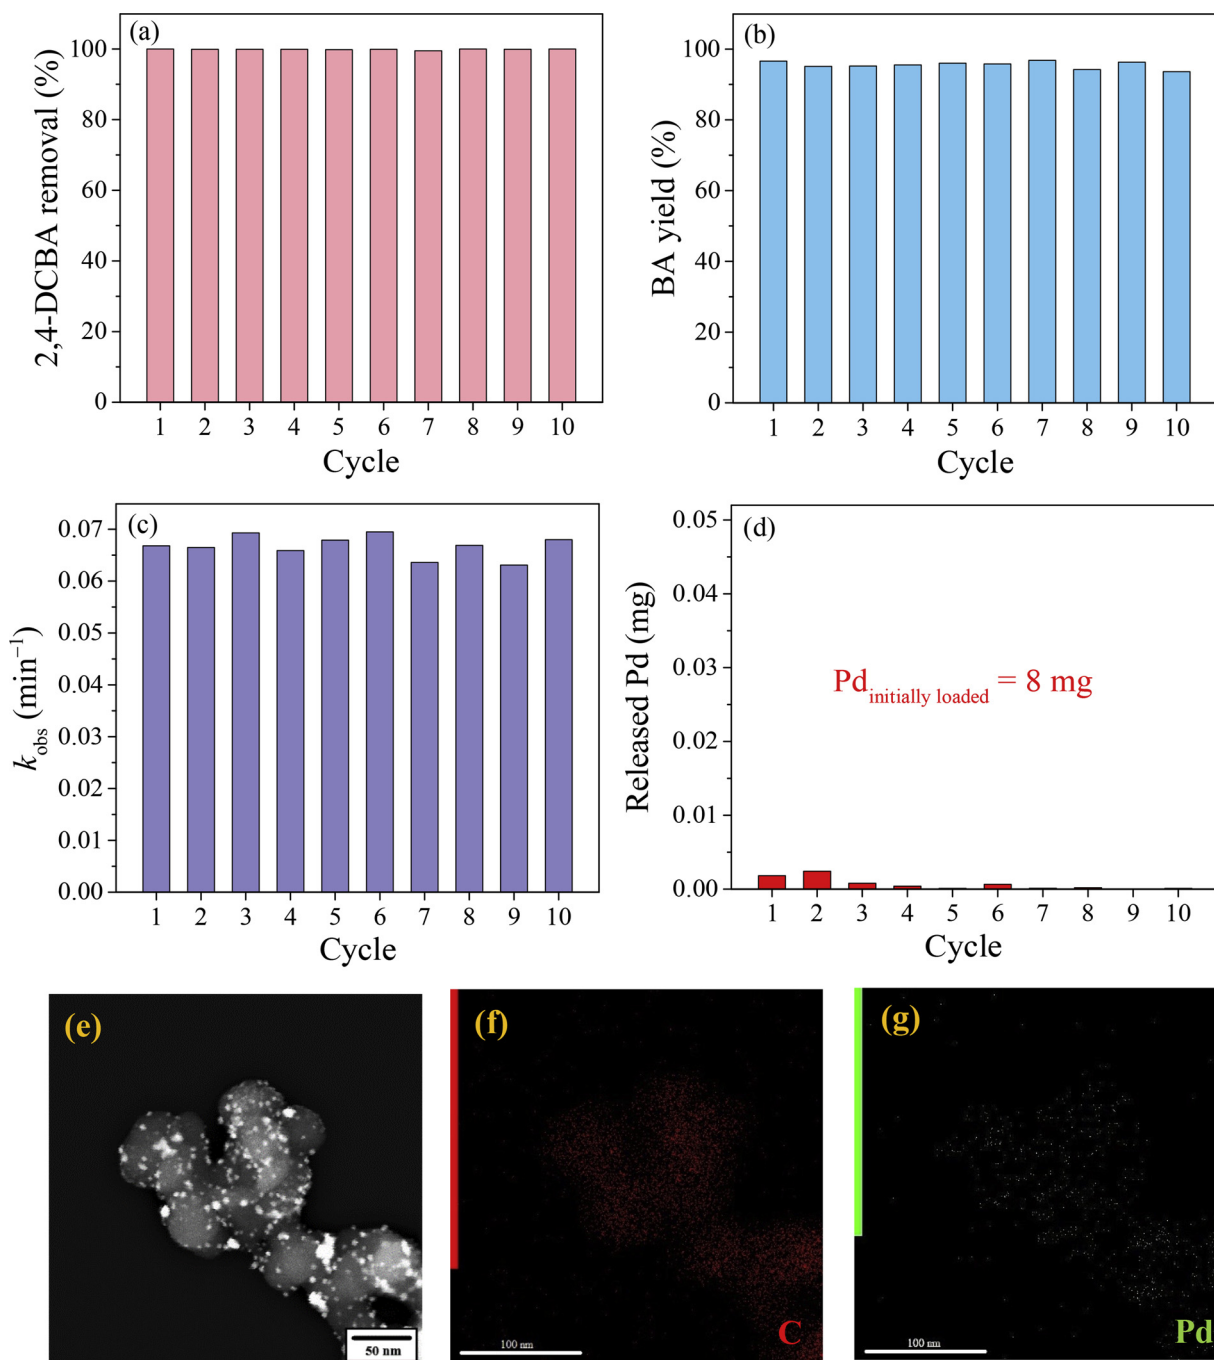 (a)
2,4-DCBA removal (%)
100
80
60
40
20
0
1 2 3 4 5 6 7 8 9 10
Cycle
(b)
BA yield (%)
100
80
60
40
20
0
1 2 3 4 5 6 7 8 9 10
Cycle
(c)
k_obs (min⁻¹)
0.07
0.06
0.05
0.04
0.03
0.02
0.01
0.00
1 2 3 4 5 6 7 8 9 10
Cycle
(d)
Released Pd (mg)
0.05
0.04
0.03
0.02
0.01
0.00
Pd_initially loaded = 8 mg
1 2 3 4 5 6 7 8 9 10
Cycle
(e)
50 nm
(f)
100 nm
C
(g)
100 nm
Pd